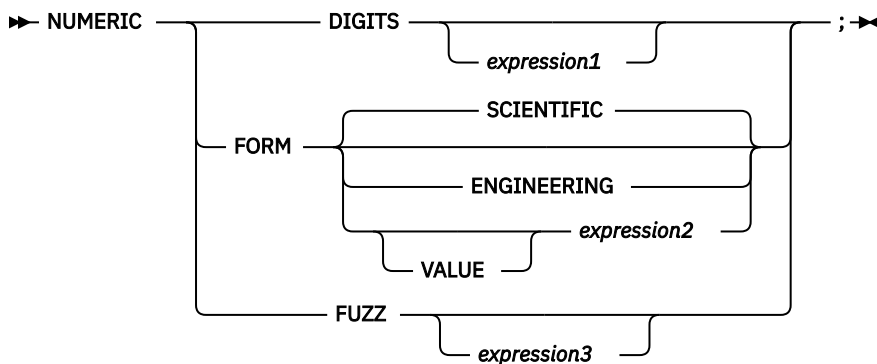 NUMERIC DIGITS ;
expression1
SCIENTIFIC
FORM
ENGINEERING
expression2
VALUE
FUZZ
expression3